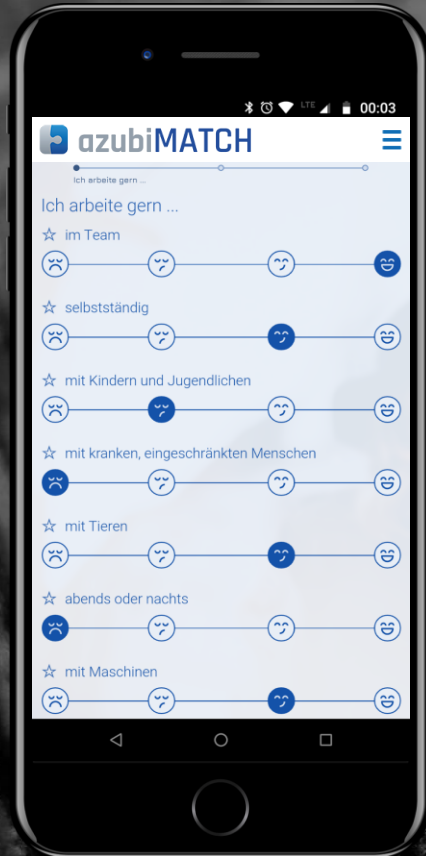 LTE 00:03
azubiMATCH
Ich arbeite gern ...
Ich arbeite gern ...
im Team
selbstständig
mit Kindern und Jugendlichen
mit kranken, eingeschränkten Menschen
mit Tieren
abends oder nachts
mit Maschinen